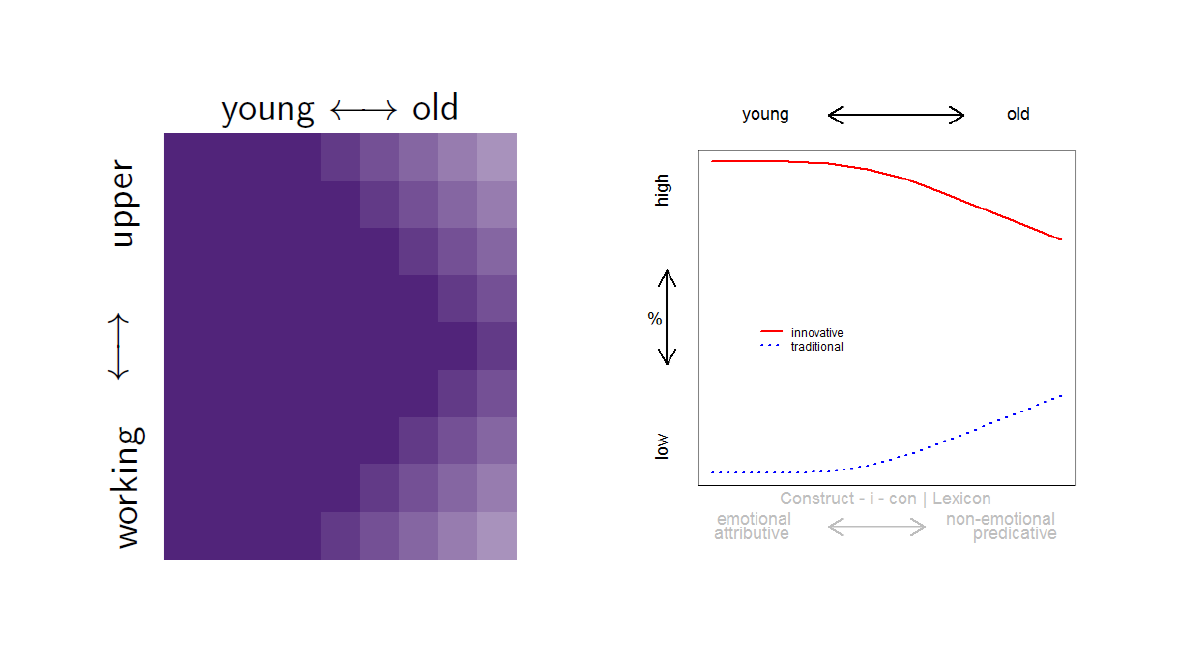 young ⟷ old
upper
⟷
working
young ⟷ old
high
%
low
innovative
traditional
Construct - i - con | Lexicon
emotional ⟷ non-emotional
attributive predicative